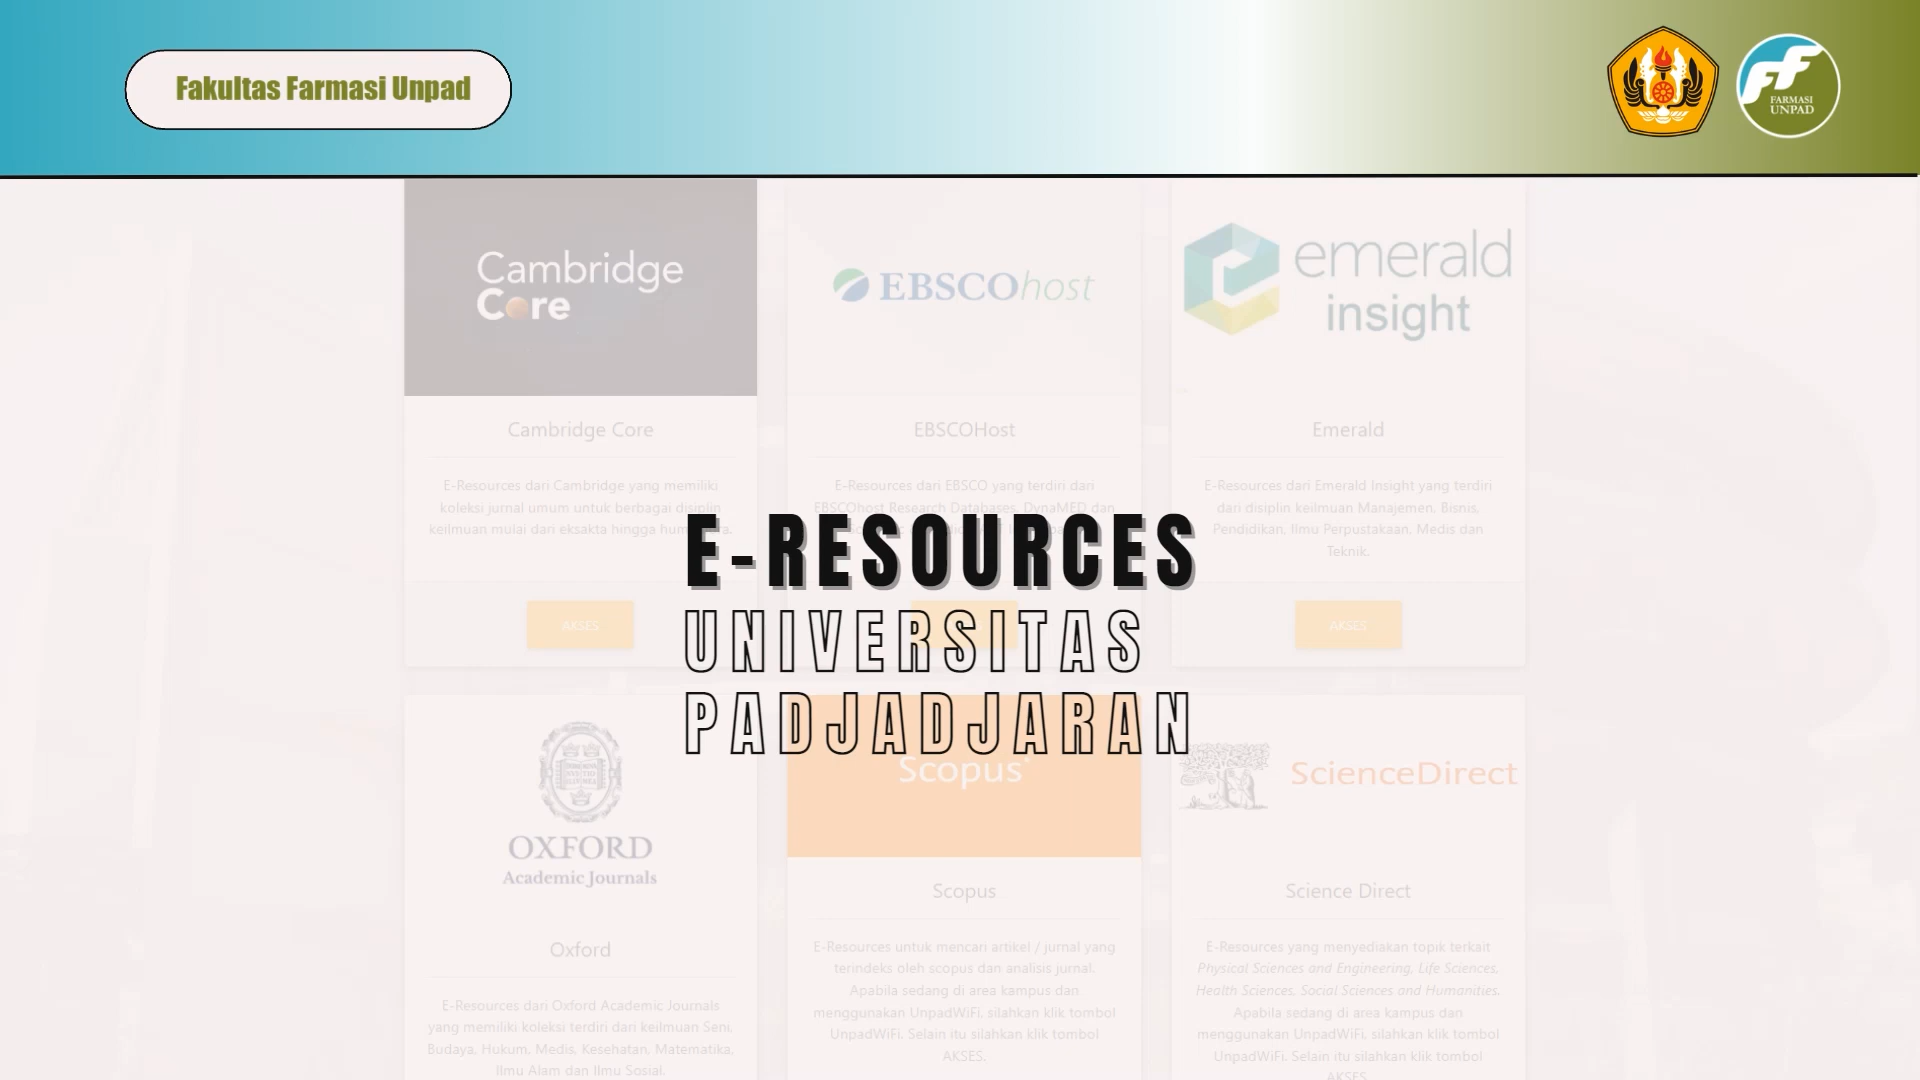 Fakultas Farmasi Unpad
FARMASI
UNPAD
Cambridge
Core
EBSCOhost
emerald
insight
Cambridge Core
EBSCOHost
Emerald
E-Resources dari Cambridge yang memiliki
koleksi jurnal umum untuk berbagai disiplin
keilmuan mulai dari eksakta hingga
E-Resources dari EBSCO yang terdiri dari
EBSCOhost Research Databases, DynaMED dan
E-Resources dari Emerald Insight yang terdiri
dari disiplin keilmuan Manajemen, Bisnis,
Pendidikan, Ilmu Perpustakaan, Medis dan
Teknik.
E-RESOURCES
UNIVERSITAS
PADJADJARAN
AKSES
AKSES
OXFORD
Academic Journals
Scopus
ScienceDirect
Oxford
Scopus
Science Direct
E-Resources dari Oxford Academic Journals
yang memiliki koleksi terdiri dari keilmuan Seni,
Budaya, Hukum, Medis, Kesehatan, Matematika,
Ilmu Alam dan Ilmu Sosial.
E-Resources untuk mencari artikel / jurnal yang
terindeks oleh scopus dan analisis jurnal.
Apabila sedang di area kampus dan
menggunakan UnpadWiFi, silahkan klik tombol
UnpadWiFi. Selain itu silahkan klik tombol
AKSES.
E-Resources yang menyediakan topik terkait
Physical Sciences and Engineering, Life Sciences,
Health Sciences, Social Sciences and Humanities.
Apabila sedang di area kampus dan
menggunakan UnpadWiFi, silahkan klik tombol
UnpadWiFi. Selain itu silahkan klik tombol
AKSES.